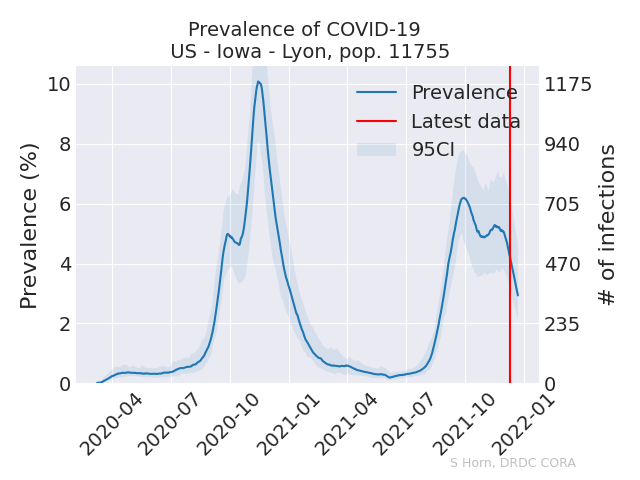 Prevalence of COVID-19
US - Iowa - Lyon, pop. 11755
Prevalence (%)
10
8
6
4
2
0
1175
940
705
470
235
0
# of infections
Prevalence
Latest data
95CI
2020-04
2020-07
2020-10
2021-01
2021-04
2021-07
2021-10
2022-01
S Horn, DRDC CORA